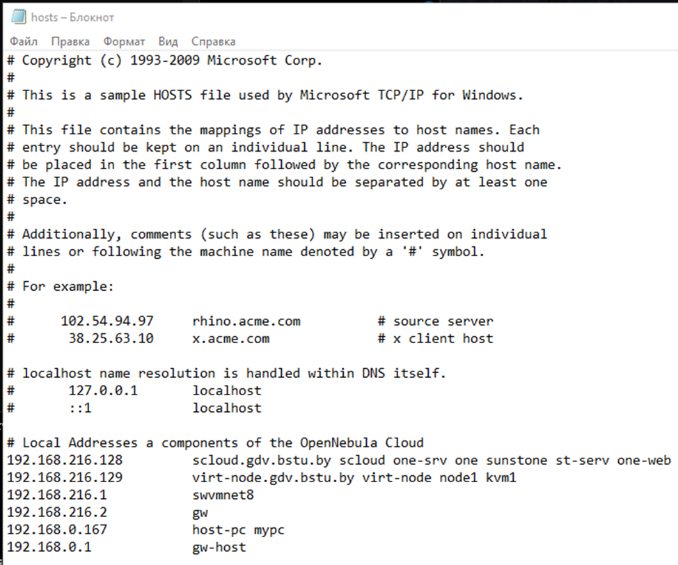 hosts – Блокнот
Файл Правка Формат Вид Справка
# Copyright (c) 1993-2009 Microsoft Corp.
#
# This is a sample HOSTS file used by Microsoft TCP/IP for Windows.
#
# This file contains the mappings of IP addresses to host names. Each
# entry should be kept on an individual line. The IP address should
# be placed in the first column followed by the corresponding host name.
# The IP address and the host name should be separated by at least one
# space.
#
# Additionally, comments (such as these) may be inserted on individual
# lines or following the machine name denoted by a '#' symbol.
#
# For example:
#
#      102.54.94.97     rhino.acme.com          # source server
#       38.25.63.10     x.acme.com              # x client host

# localhost name resolution is handled within DNS itself.
#       127.0.0.1       localhost
#       ::1             localhost

# Local Addresses a components of the OpenNebula Cloud
192.168.216.128         scloud.gdv.bstu.by scloud one-srv one sunstone st-serv one-web
192.168.216.129         virt-node.gdv.bstu.by virt-node node1 kvm1
192.168.216.1           swvmnet8
192.168.216.2           gw
192.168.0.167           host-pc mypc
192.168.0.1             gw-host